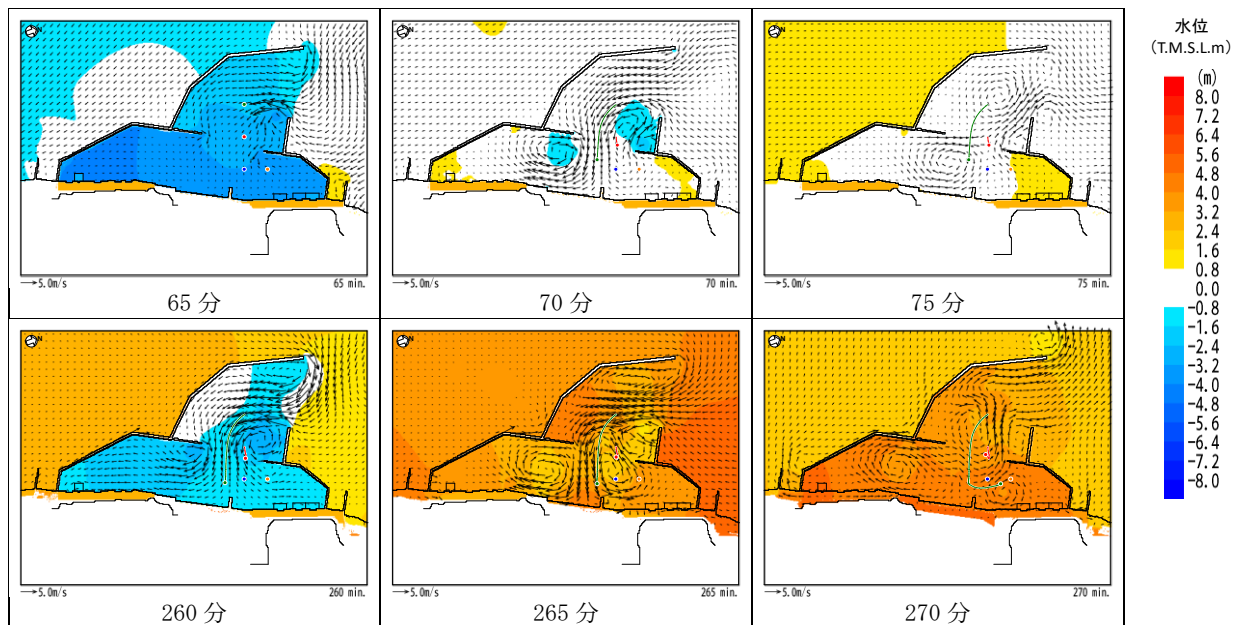 N
N
N
5.0m/s
65 min.
5.0m/s
70 min.
5.0m/s
75 min.
65 分
70 分
75 分
N
N
N
5.0m/s
260 min.
5.0m/s
265 min.
5.0m/s
270 min.
260 分
265 分
270 分
水位
(T.M.S.L.m)
(m)
8.0
7.2
6.4
5.6
4.8
4.0
3.2
2.4
1.6
0.8
0.0
-0.8
-1.6
-2.4
-3.2
-4.0
-4.8
-5.6
-6.4
-7.2
-8.0